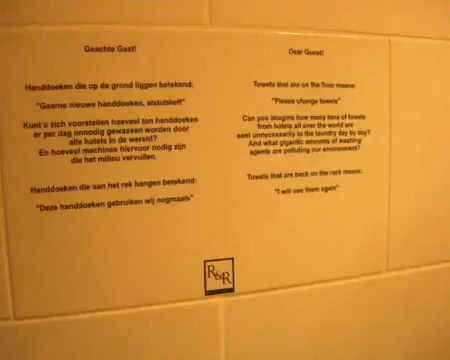 Geachte Gast!
Handdoeken die op de grond liggen betekend:
"Gaarne nieuwe handdoeken, alstublieft"
Kunt u zich voorstellen hoeveel ton handdoeken
er per dag onnodig gewassen worden door
alle hotels in de wereld?
En hoeveel machines hiervoor nodig zijn
die het milieu vervuilen.
Handdoeken die aan het rek hangen betekend:
"Deze handdoeken gebruiken wij nogmaals"
Dear Guest!
Towels that are on the floor means:
"Please change towels"
Can you imagine how many tons of towels
from hotels all over the world are
sent unnecessarily to the laundry day by day?
And what gigantic amounts of washing
agents are polluting our environment?
Towels that are back on the rack means:
"I will use them again"
R&R